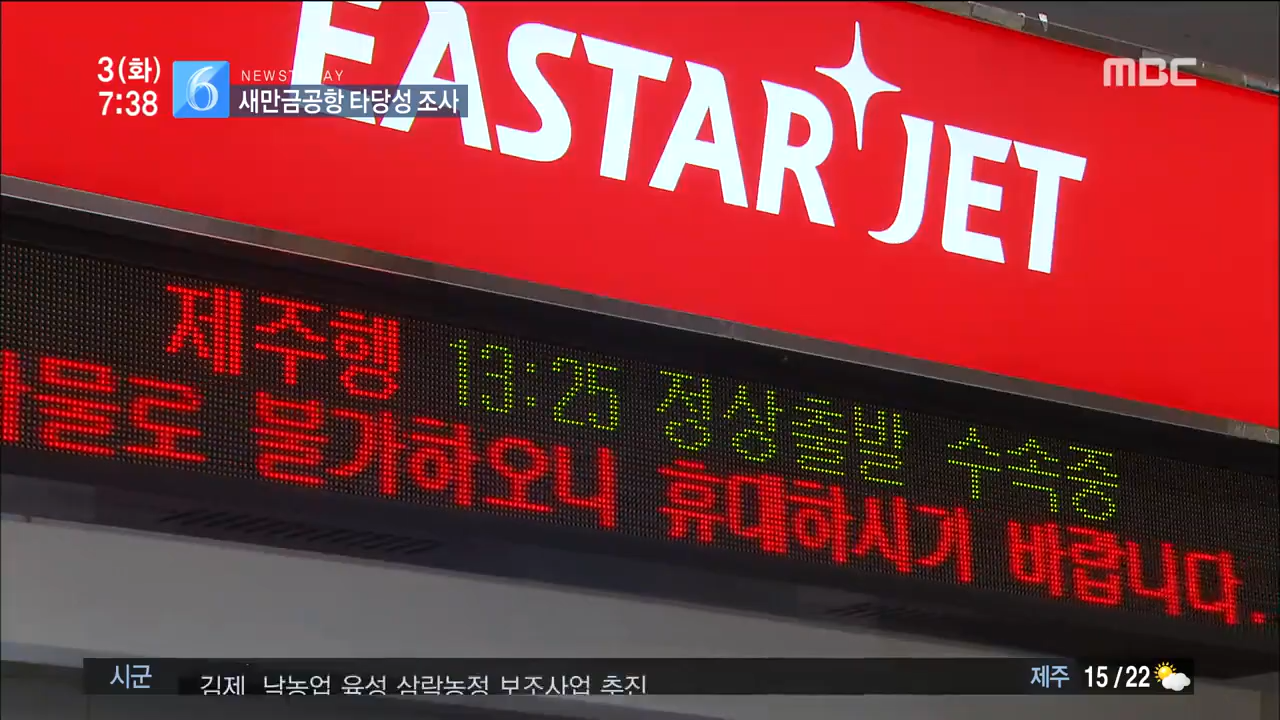 EASTAR JET
MBC
3(화)
7:38
6
NEWSTODAY
새만금공항 타당성 조사
제주행 13:25 정상출발 수속중
물로 불가하오니 휴대하시기 바랍니다.
시군
김제 낙농업 육성 삼락농정 보조사업 추진
제주 15/22